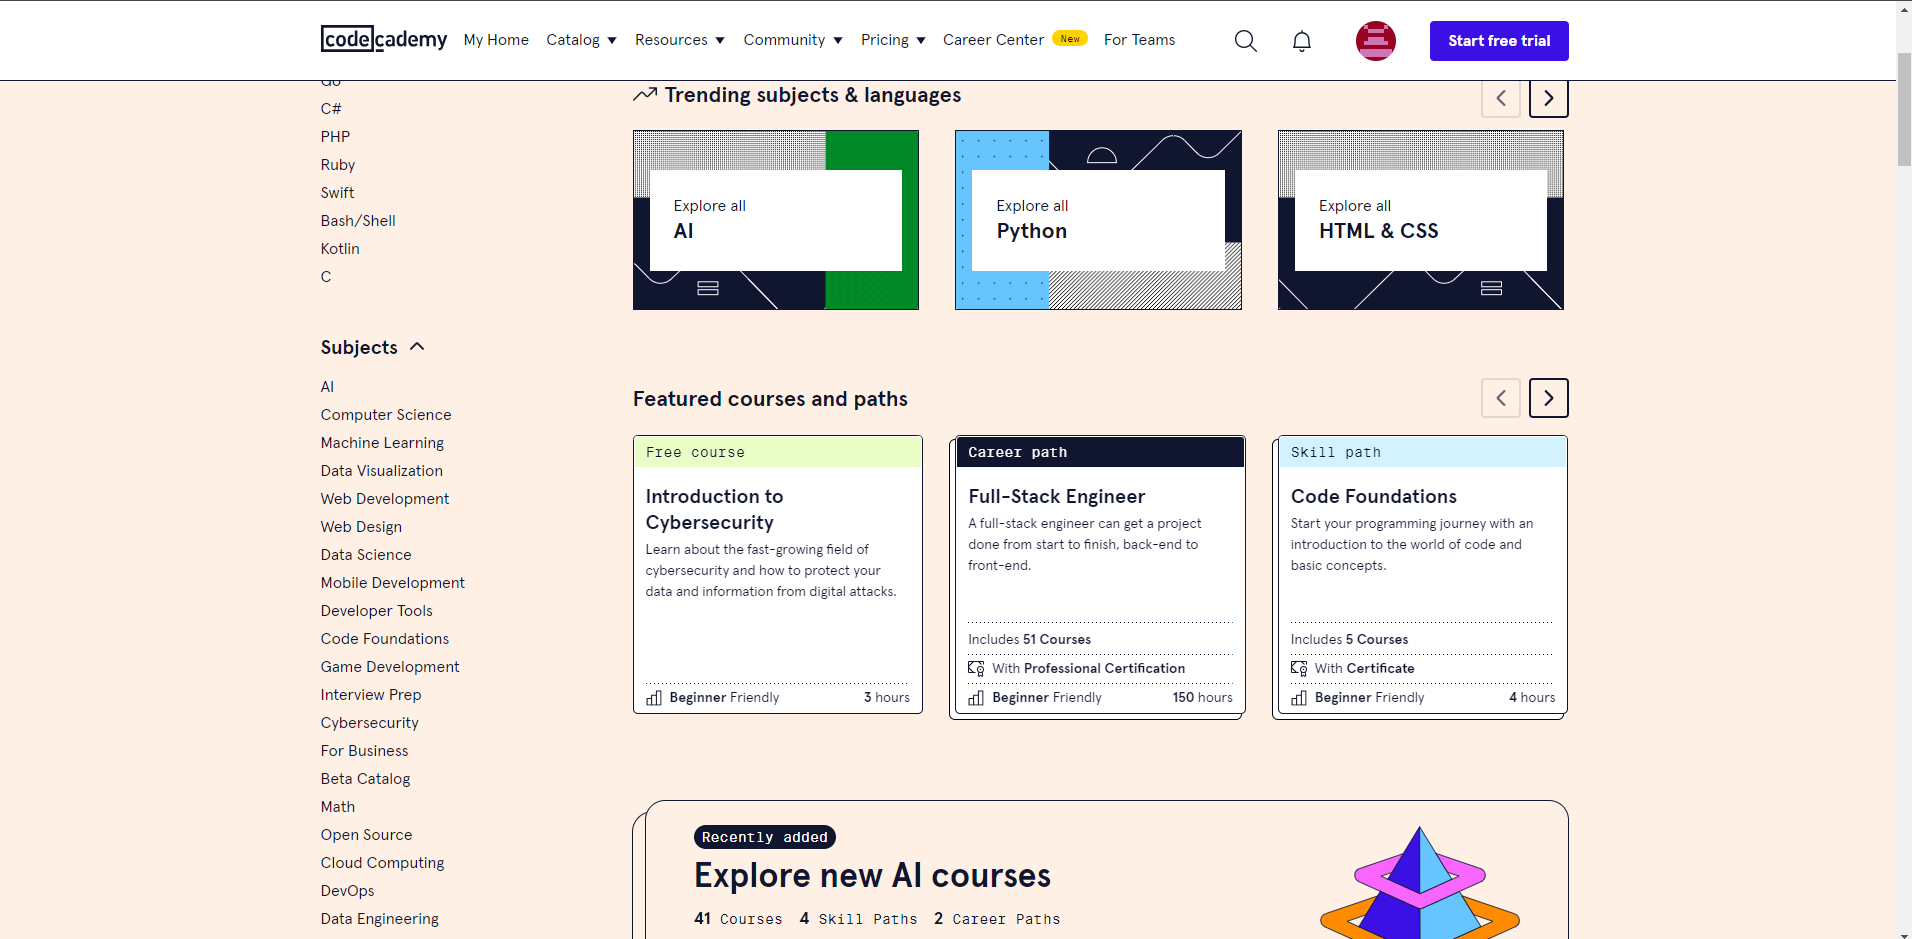 codecademy
My Home
Catalog
Resources
Community
Pricing
Career Center
New
For Teams
Start free trial
Go
C#
PHP
Ruby
Swift
Bash/Shell
Kotlin
C
Subjects
AI
Computer Science
Machine Learning
Data Visualization
Web Development
Web Design
Data Science
Mobile Development
Developer Tools
Code Foundations
Game Development
Interview Prep
Cybersecurity
For Business
Beta Catalog
Math
Open Source
Cloud Computing
DevOps
Data Engineering
Trending subjects & languages
Explore all
AI
Explore all
Python
Explore all
HTML & CSS
Featured courses and paths
Free course
Introduction to
Cybersecurity
Learn about the fast-growing field of
cybersecurity and how to protect your
data and information from digital attacks.
Beginner Friendly
3 hours
Career path
Full-Stack Engineer
A full-stack engineer can get a project
done from start to finish, back-end to
front-end.
Includes 51 Courses
With Professional Certification
Beginner Friendly
150 hours
Skill path
Code Foundations
Start your programming journey with an
introduction to the world of code and
basic concepts.
Includes 5 Courses
With Certificate
Beginner Friendly
4 hours
Recently added
Explore new AI courses
41 Courses 4 Skill Paths 2 Career Paths